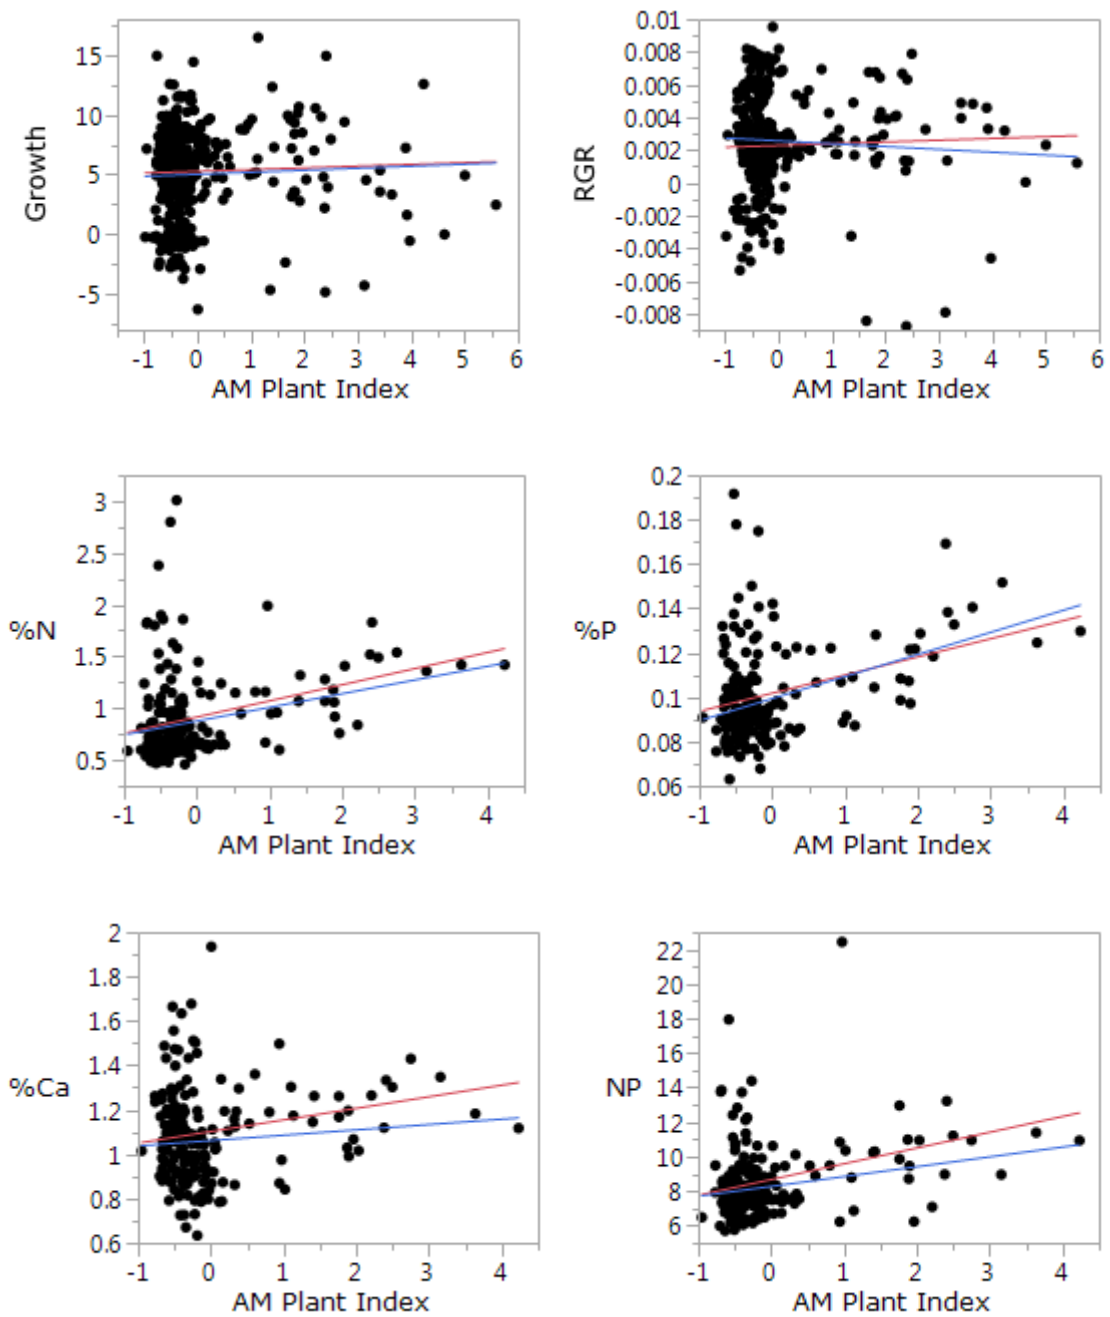 Growth
15
10
5
0
-5
-1 0 1 2 3 4 5 6
AM Plant Index
RGR
0.01
0.008
0.006
0.004
0.002
0
-0.002
-0.004
-0.006
-0.008
-1 0 1 2 3 4 5 6
AM Plant Index
%N
3
2.5
2
1.5
1
0.5
-1 0 1 2 3 4
AM Plant Index
%P
0.2
0.18
0.16
0.14
0.12
0.1
0.08
0.06
-1 0 1 2 3 4
AM Plant Index
%Ca
2
1.8
1.6
1.4
1.2
1
0.8
0.6
-1 0 1 2 3 4
AM Plant Index
NP
22
20
18
16
14
12
10
8
6
-1 0 1 2 3 4
AM Plant Index